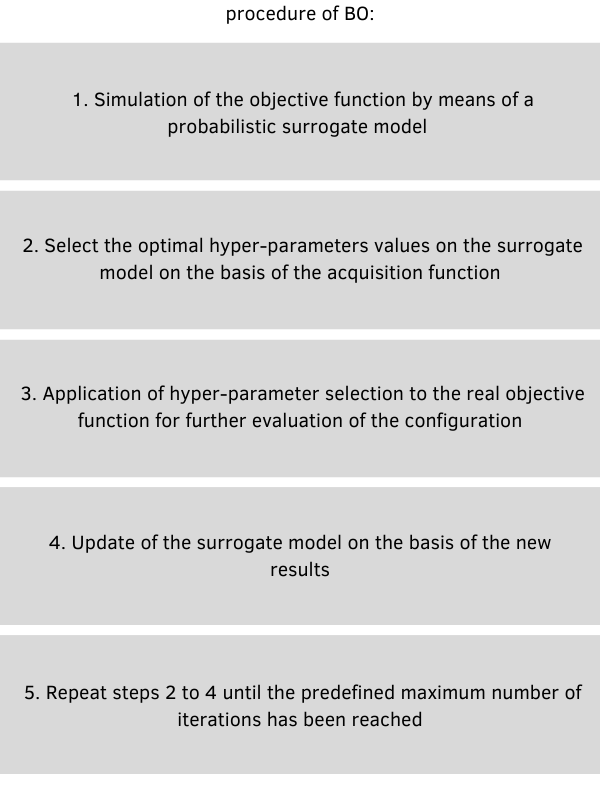 procedure of BO:
1. Simulation of the objective function by means of a
probabilistic surrogate model
2. Select the optimal hyper-parameters values on the surrogate
model on the basis of the acquisition function
3. Application of hyper-parameter selection to the real objective
function for further evaluation of the configuration
4. Update of the surrogate model on the basis of the new
results
5. Repeat steps 2 to 4 until the predefined maximum number of
iterations has been reached